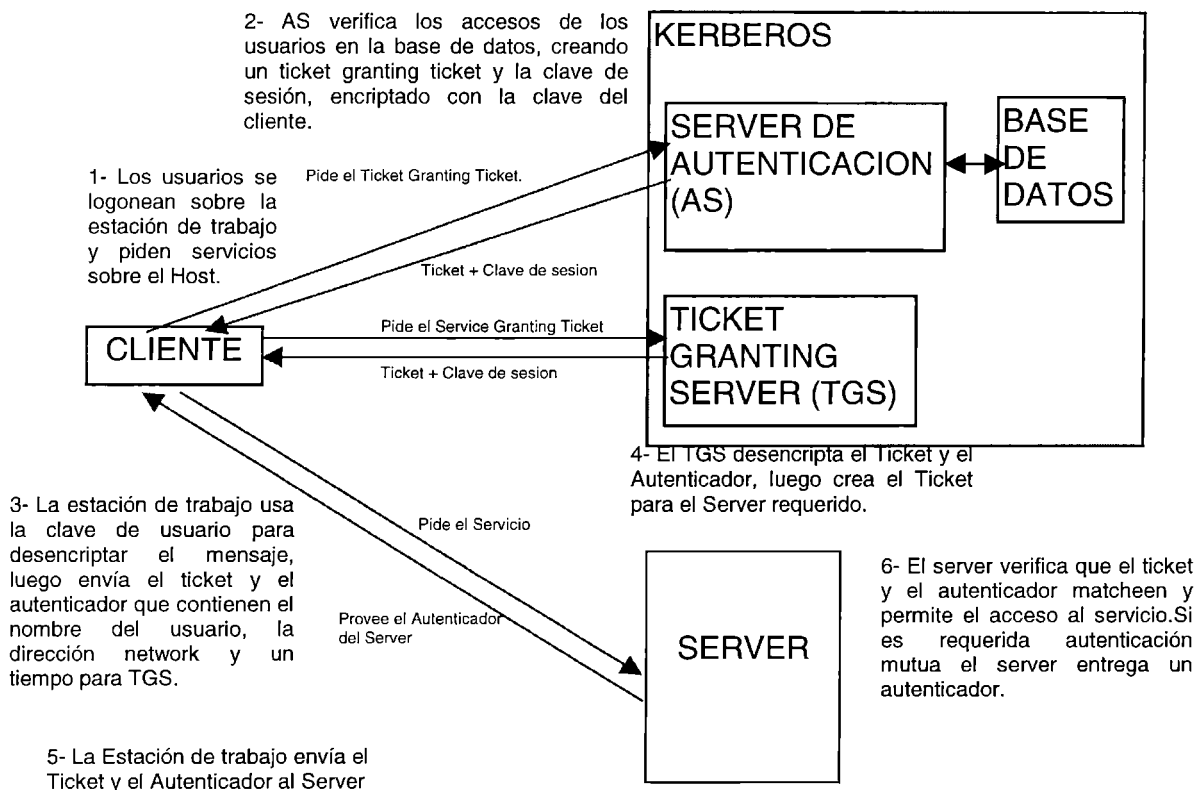 2- AS verifica los accesos de los
usuarios en la base de datos, creando
un ticket granting ticket y la clave de
sesión, encriptado con la clave del
cliente.
KERBEROS
SERVER DE
AUTENTICACION
(AS)
BASE
DE
DATOS
1- Los usuarios se
logonean sobre la
estación de trabajo
y piden servicios
sobre el Host.
Pide el Ticket Granting Ticket.
Ticket + Clave de sesion
CLIENTE
Pide el Service Granting Ticket
Ticket + Clave de sesion
TICKET
GRANTING
SERVER (TGS)
4- El TGS desencripta el Ticket y el
Autenticador, luego crea el Ticket
para el Server requerido.
3- La estación de trabajo usa
la clave de usuario para
desencriptar el mensaje,
luego envía el ticket y el
autenticador que contienen el
nombre del usuario, la
dirección network y un
tiempo para TGS.
Pide el Servicio
Provee el Autenticador
del Server
SERVER
6- El server verifica que el ticket
y el autenticador matcheen y
permite el acceso al servicio.Si
es requerida autenticación
mutua el server entrega un
autenticador.
5- La Estación de trabajo envía el
Ticket y el Autenticador al Server